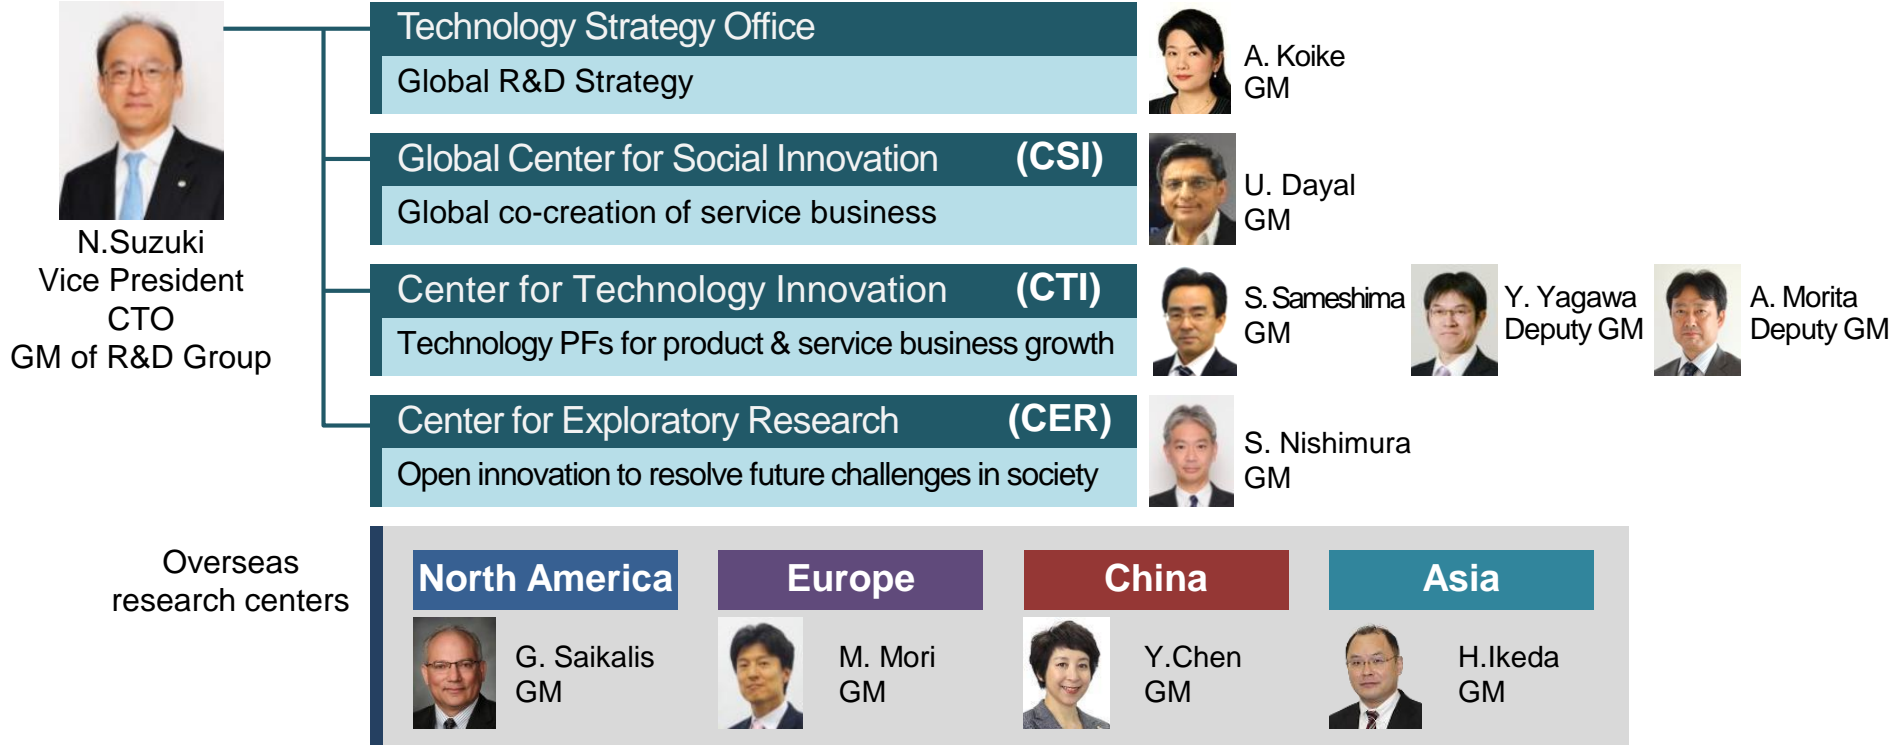 N.Suzuki
Vice President
CTO
GM of R&D Group
Technology Strategy Office
Global R&D Strategy
A. Koike
GM
Global Center for Social Innovation (CSI)
Global co-creation of service business
U. Dayal
GM
Center for Technology Innovation (CTI)
Technology PFs for product & service business growth
S. Sameshima
GM
Y. Yagawa
Deputy GM
A. Morita
Deputy GM
Center for Exploratory Research (CER)
Open innovation to resolve future challenges in society
S. Nishimura
GM
Overseas
research centers
North America
G. Saikalis
GM
Europe
M. Mori
GM
China
Y.Chen
GM
Asia
H.Ikeda
GM